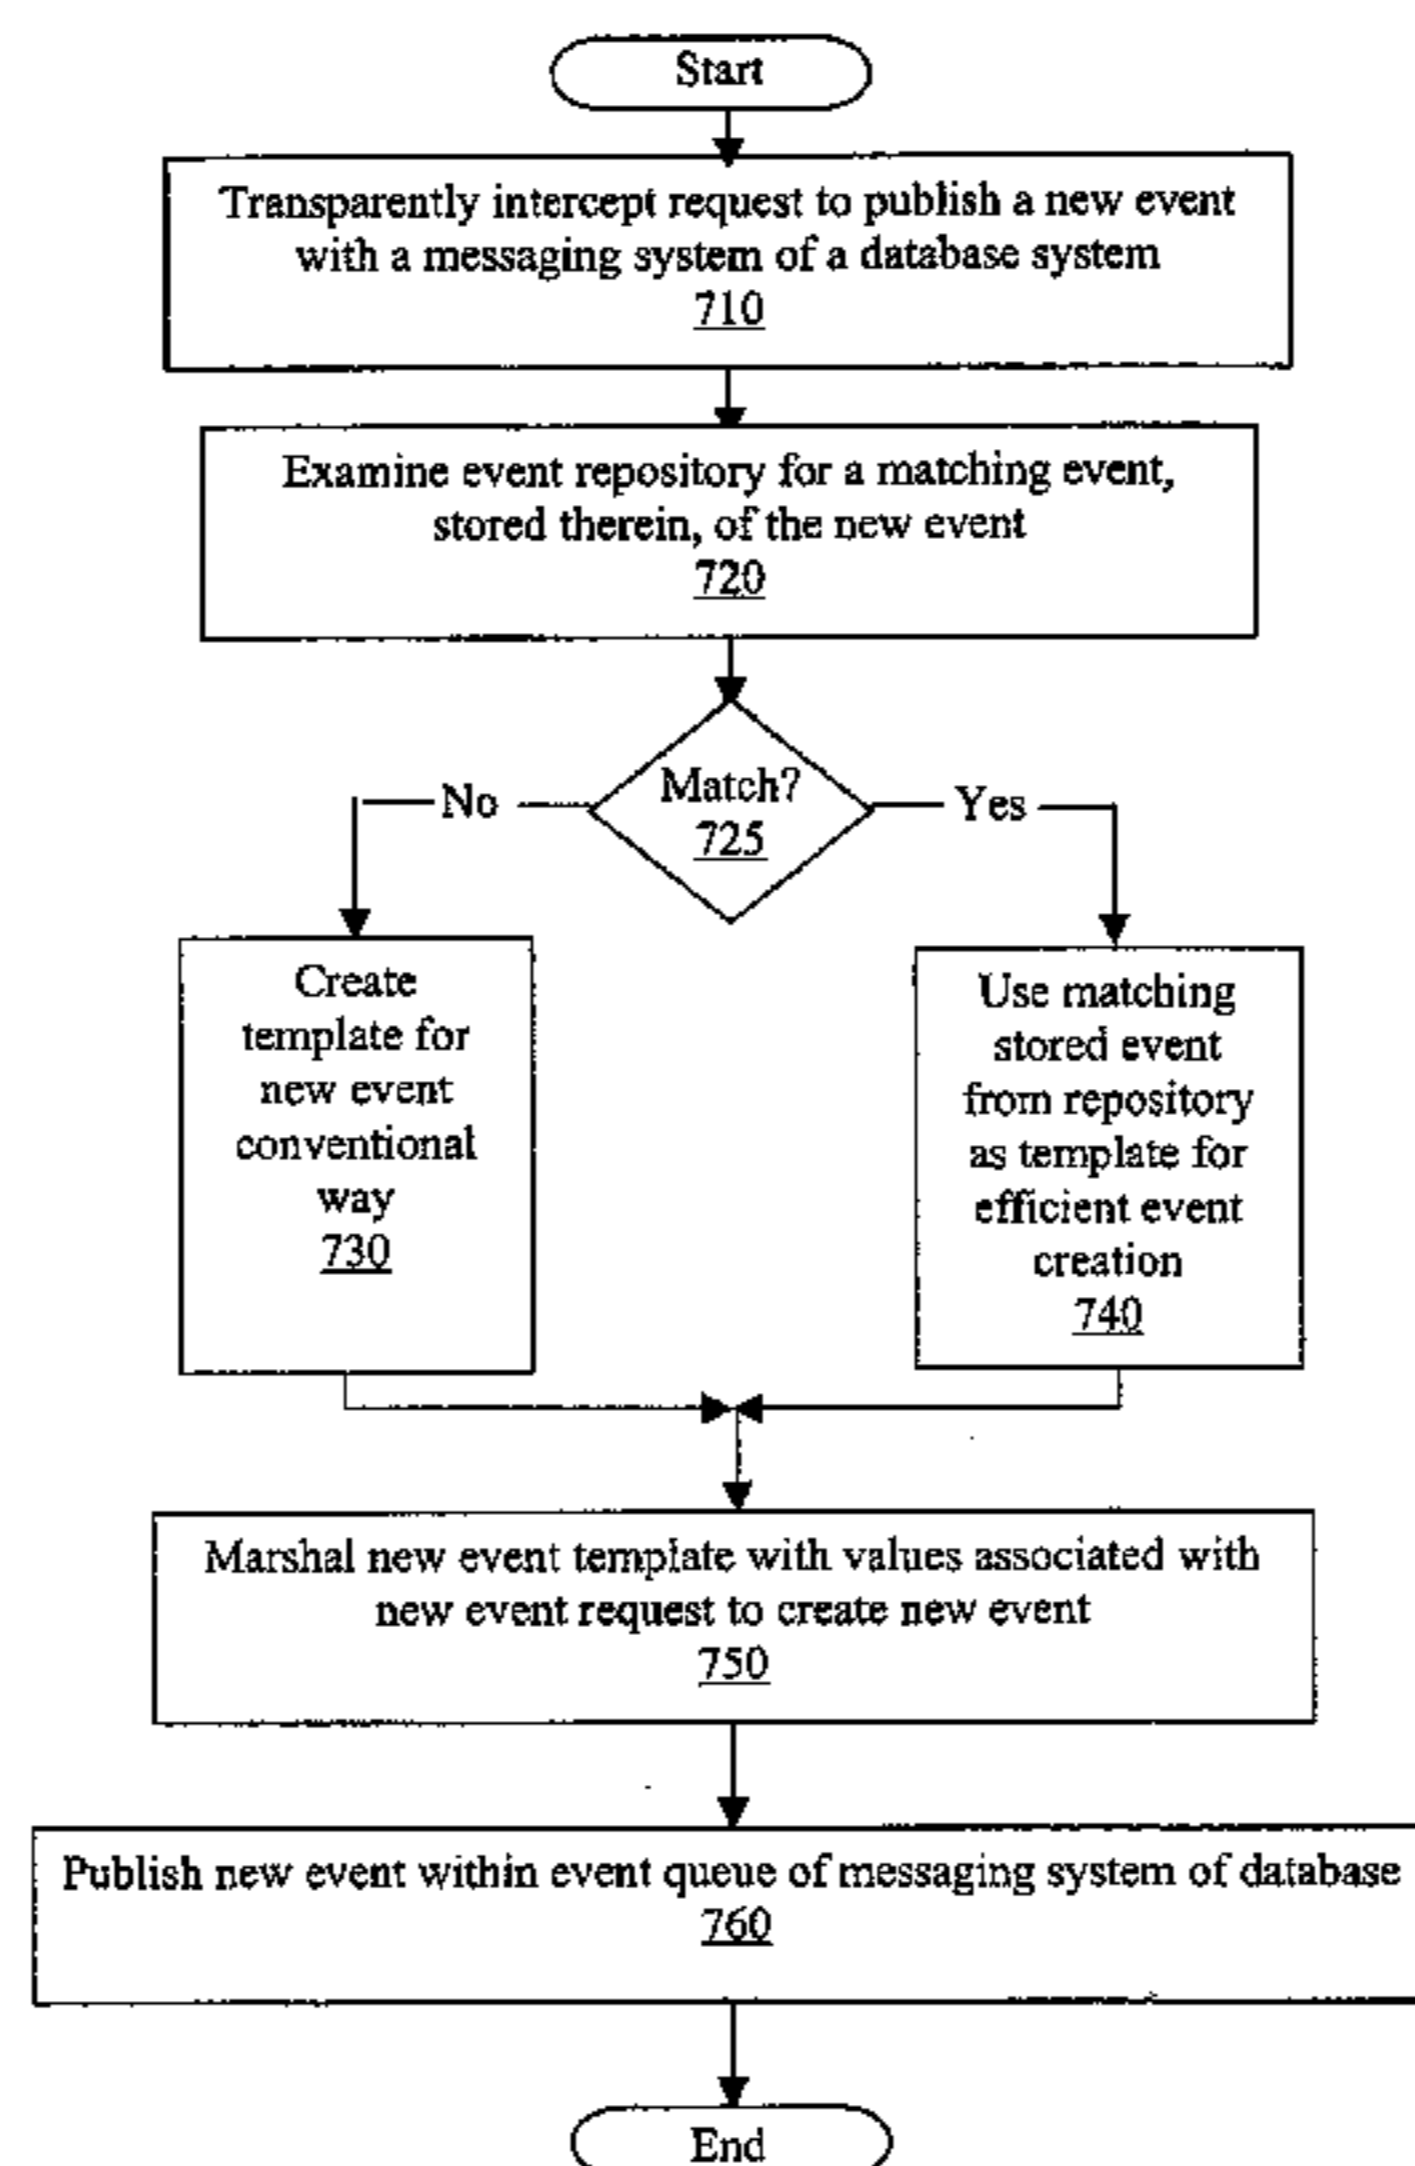 Start
Transparently intercept request to publish a new event
with a messaging system of a database system
710
Examine event repository for a matching event,
stored therein, of the new event
720
Match?
725
No
Yes
Create
template for
new event
conventional
way
730
Use matching
stored event
from repository
as template for
efficient event
creation
740
Marshal new event template with values associated with
new event request to create new event
750
Publish new event within event queue of messaging system of database
760
End